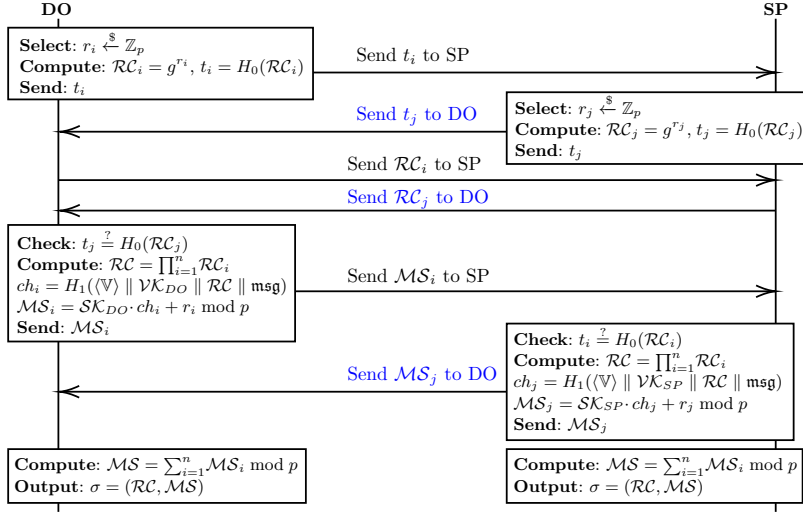 DO
SP
Select: r_i ←$ ℤ_p
Compute: 𝓡𝓒_i = g^{r_i}, t_i = H_0(𝓡𝓒_i)
Send: t_i
Send t_i to SP
Select: r_j ←$ ℤ_p
Compute: 𝓡𝓒_j = g^{r_j}, t_j = H_0(𝓡𝓒_j)
Send: t_j
Send t_j to DO
Send 𝓡𝓒_i to SP
Send 𝓡𝓒_j to DO
Check: t_j ≟ H_0(𝓡𝓒_j)
Compute: 𝓡𝓒 = ∏_{i=1}^n 𝓡𝓒_i
ch_i = H_1(⟨𝕍⟩ ∥ 𝓥𝓚_{DO} ∥ 𝓡𝓒 ∥ 𝔪𝔰𝔤)
𝓜𝓢_i = 𝓢𝓚_{DO} · ch_i + r_i mod p
Send: 𝓜𝓢_i
Send 𝓜𝓢_i to SP
Check: t_i ≟ H_0(𝓡𝓒_i)
Compute: 𝓡𝓒 = ∏_{i=1}^n 𝓡𝓒_i
ch_j = H_1(⟨𝕍⟩ ∥ 𝓥𝓚_{SP} ∥ 𝓡𝓒 ∥ 𝔪𝔰𝔤)
𝓜𝓢_j = 𝓢𝓚_{SP} · ch_j + r_j mod p
Send: 𝓜𝓢_j
Send 𝓜𝓢_j to DO
Compute: 𝓜𝓢 = ∑_{i=1}^n 𝓜𝓢_i mod p
Output: σ = (𝓡𝓒, 𝓜𝓢)
Compute: 𝓜𝓢 = ∑_{i=1}^n 𝓜𝓢_i mod p
Output: σ = (𝓡𝓒, 𝓜𝓢)